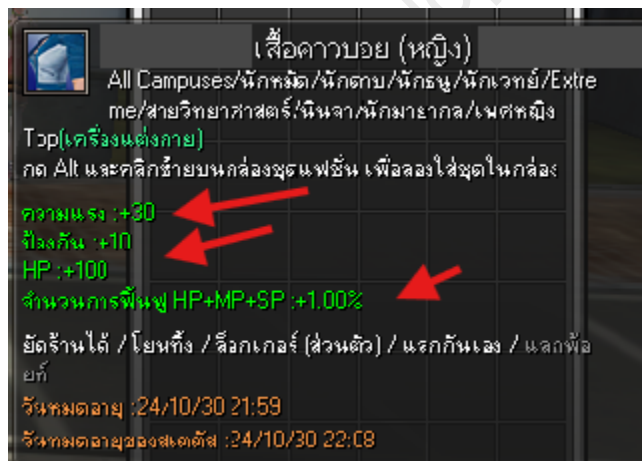 เสื้อคาวบอย (หญิง)
All Campuses/นักหมัด/นักดาบ/นักธนู/นักเวทย์/Extre
me/สายวิทยาศาสตร์/นินจา/นักมายากล/เพศหญิง
Top(เครื่องแต่งกาย)
กด Alt และคลิกซ้ายบนกล่องชุดแฟชั่น เพื่อลองใส่ชุดในกล่อง
ความแรง :+30
ป้องกัน :+10
HP :+100
จำนวนการฟื้นฟู HP+MP+SP :+1.00%
ยัดร้านได้ / โยนทิ้ง / ล็อกเกอร์ (ส่วนตัว) / แรกกันเอง / แลกพ้อ
ยท์
วันหมดอายุ :24/10/30 21:59
วันหมดอายุของสเตตัส :24/10/30 22:08